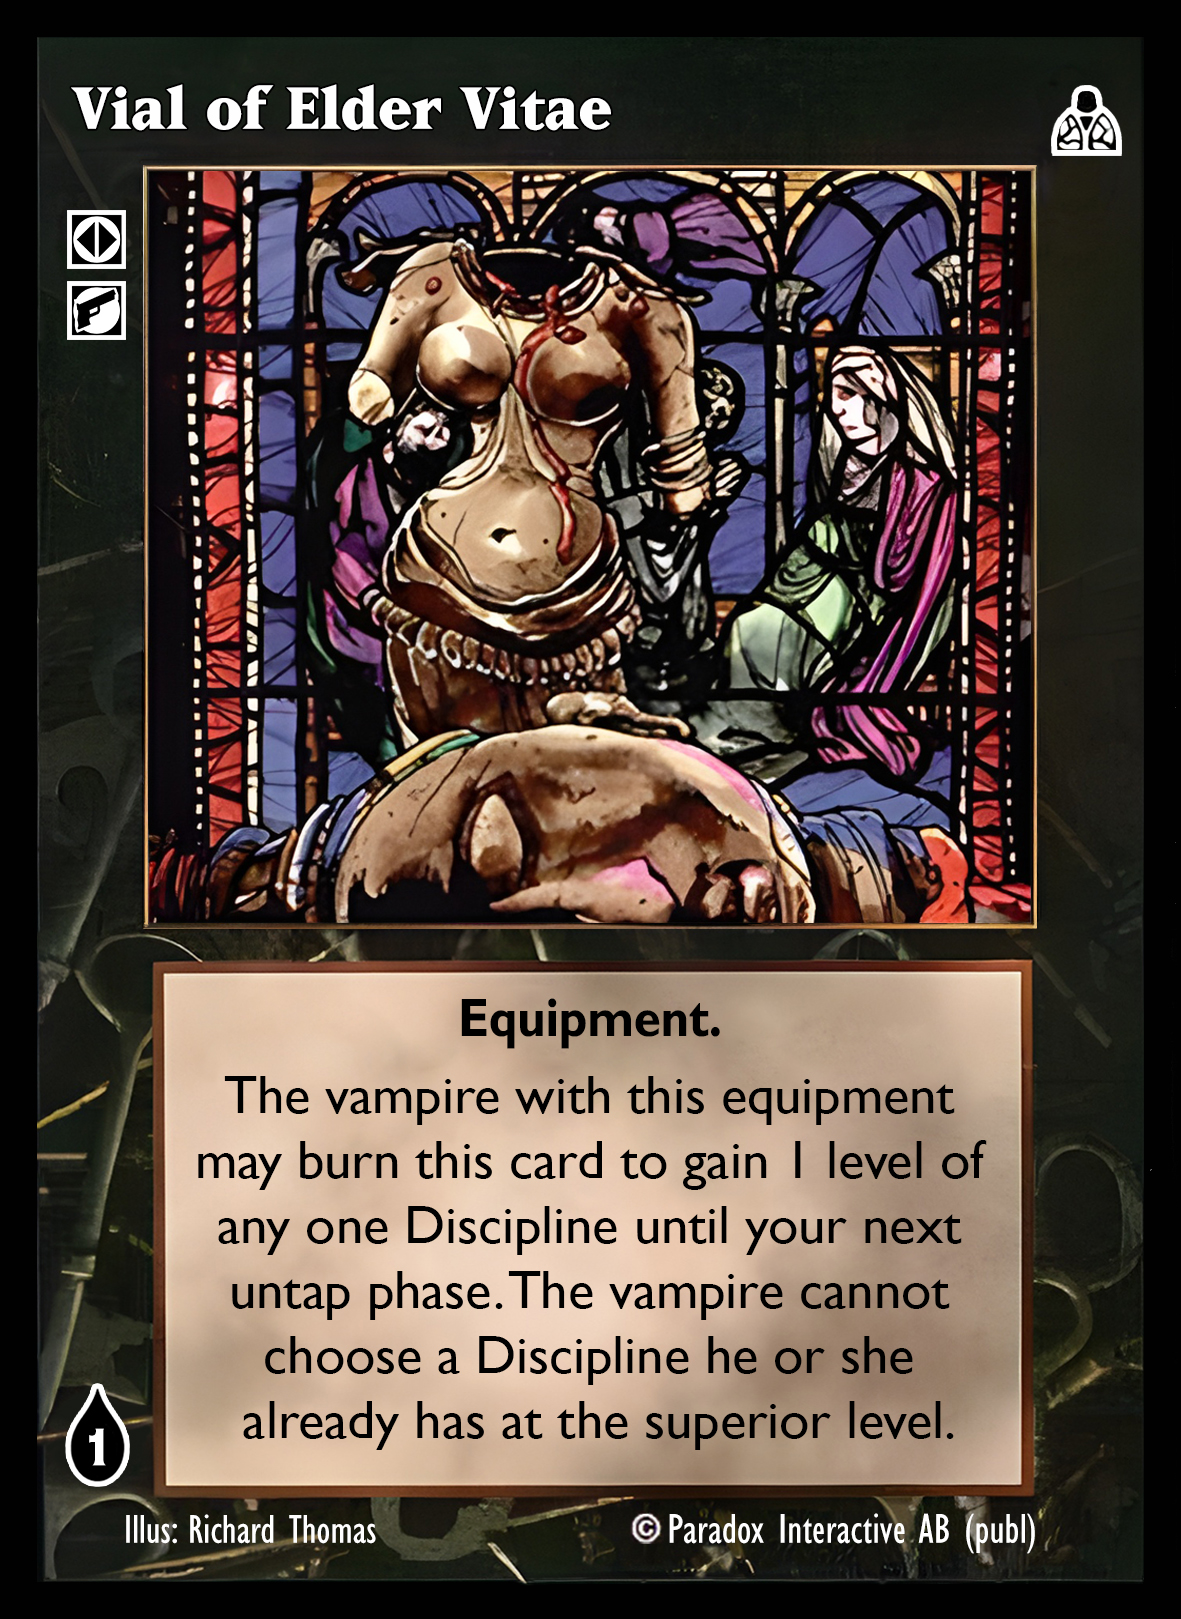 Vial of Elder Vitae
F
Equipment.
The vampire with this equipment
may burn this card to gain 1 level of
any one Discipline until your next
untap phase. The vampire cannot
choose a Discipline he or she
already has at the superior level.
1
Illus: Richard Thomas
© Paradox Interactive AB (publ)